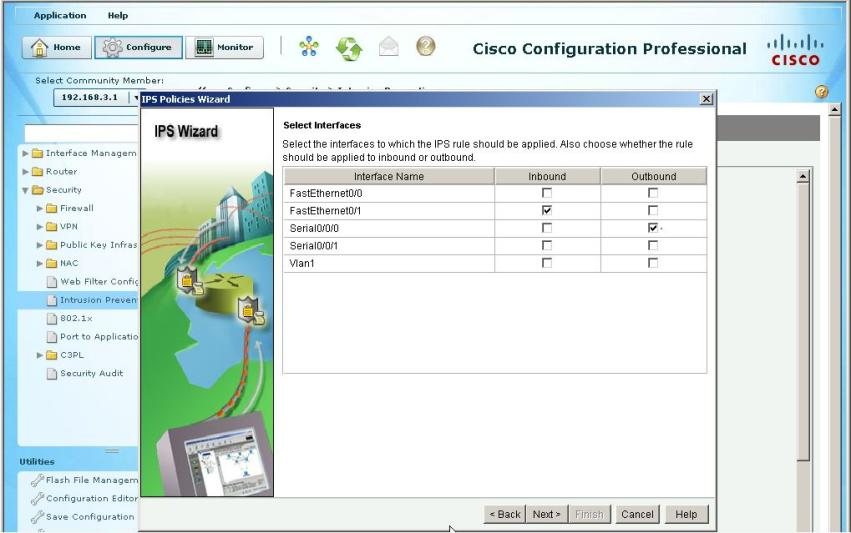 Application Help
Home Configure Monitor Cisco Configuration Professional CISCO
Select Community Member:
192.168.3.1
IPS Policies Wizard
IPS Wizard
Select Interfaces
Select the interfaces to which the IPS rule should be applied. Also choose whether the rule
should be applied to inbound or outbound.
Interface Name Inbound Outbound
FastEthernet0/0
FastEthernet0/1
Serial0/0/0
Serial0/0/1
Vlan1
Interface Managem
Router
Security
Firewall
VPN
Public Key Infras
NAC
Web Filter Config
Intrusion Preven
802.1x
Port to Applicatio
C3PL
Security Audit
Utilities
Flash File Managem
Configuration Editor
Save Configuration
< Back Next > Finish Cancel Help